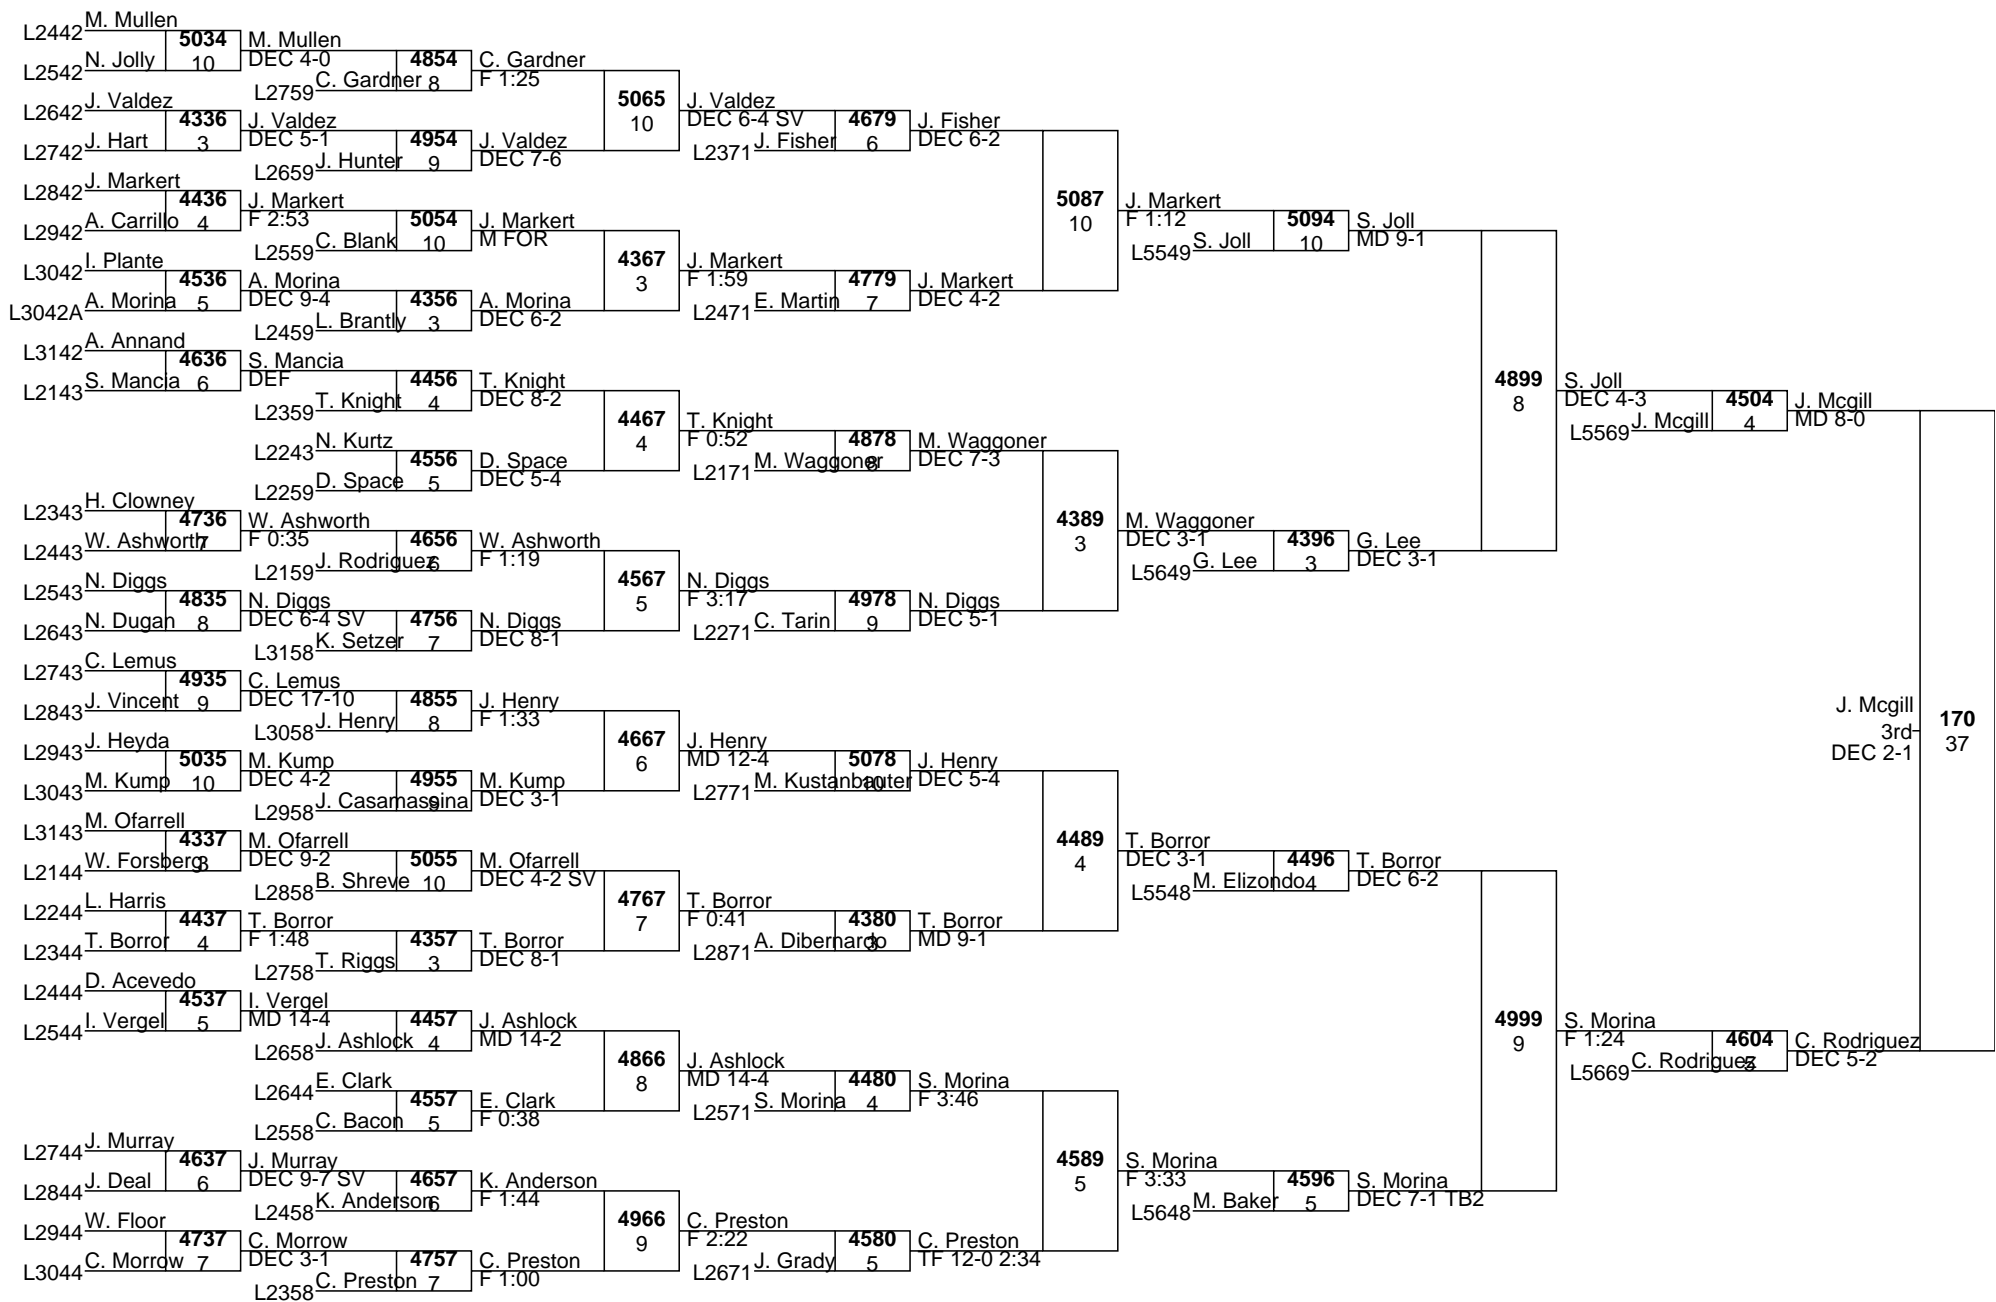 M. Mullen
L2442
5034
10
N. Jolly
L2542
M. Mullen
DEC 4-0
4854
8
C. Gardner
L2759
C. Gardner
F 1:25
5065
10
J. Valdez
L2642
4336
3
J. Hart
L2742
J. Valdez
DEC 5-1
4954
9
J. Hunter
L2659
J. Valdez
DEC 7-6
J. Valdez
DEC 6-4 SV
4679
6
J. Fisher
L2371
J. Fisher
DEC 6-2
5087
10
J. Markert
L2842
4436
4
A. Carrillo
L2942
J. Markert
F 2:53
5054
10
C. Blank
L2559
J. Markert
M FOR
4367
3
I. Plante
L3042
4536
5
A. Morina
L3042A
A. Morina
DEC 9-4
4356
3
L. Brantly
L2459
A. Morina
DEC 6-2
J. Markert
F 1:59
4779
7
E. Martin
L2471
J. Markert
DEC 4-2
J. Markert
F 1:12
5094
10
S. Joll
L5549
S. Joll
MD 9-1
4899
8
A. Annand
L3142
4636
6
S. Mancia
L2143
S. Mancia
DEF
4456
4
T. Knight
L2359
T. Knight
DEC 8-2
4467
4
N. Kurtz
L2243
4556
5
D. Space
L2259
D. Space
DEC 5-4
T. Knight
F 0:52
4878
8
M. Waggoner
L2171
M. Waggoner
DEC 7-3
4389
3
H. Clowney
L2343
4736
7
W. Ashworth
L2443
W. Ashworth
F 0:35
4656
6
J. Rodriguez
L2159
W. Ashworth
F 1:19
4567
5
N. Diggs
L2543
4835
8
N. Dugan
L2643
N. Diggs
DEC 6-4 SV
4756
7
K. Setzer
L3158
N. Diggs
DEC 8-1
N. Diggs
F 3:17
4978
9
C. Tarin
L2271
N. Diggs
DEC 5-1
M. Waggoner
DEC 3-1
4396
3
G. Lee
L5649
G. Lee
DEC 3-1
S. Joll
DEC 4-3
4504
4
J. Mcgill
L5569
J. Mcgill
MD 8-0
C. Lemus
L2743
4935
9
J. Vincent
L2843
C. Lemus
DEC 17-10
4855
8
J. Henry
L3058
J. Henry
F 1:33
4667
6
J. Heyda
L2943
5035
10
M. Kump
L3043
M. Kump
DEC 4-2
4955
9
J. Casamassina
L2958
M. Kump
DEC 3-1
J. Henry
MD 12-4
5078
10
M. Kustanbauter
L2771
J. Henry
DEC 5-4
4489
4
M. Ofarrell
L3143
4337
3
W. Forsberg
L2144
M. Ofarrell
DEC 9-2
5055
10
B. Shreve
L2858
M. Ofarrell
DEC 4-2 SV
4767
7
L. Harris
L2244
4437
4
T. Borror
L2344
T. Borror
F 1:48
4357
3
T. Riggs
L2758
T. Borror
DEC 8-1
T. Borror
F 0:41
4380
3
A. Dibernardo
L2871
T. Borror
MD 9-1
T. Borror
DEC 3-1
4496
4
M. Elizondo
L5548
T. Borror
DEC 6-2
4999
9
D. Acevedo
L2444
4537
5
I. Vergel
L2544
I. Vergel
MD 14-4
4457
4
J. Ashlock
L2658
J. Ashlock
MD 14-2
4866
8
E. Clark
L2644
4557
5
C. Bacon
L2558
E. Clark
F 0:38
J. Ashlock
MD 14-4
4480
4
S. Morina
L2571
S. Morina
F 3:46
4589
5
J. Murray
L2744
4637
6
J. Deal
L2844
J. Murray
DEC 9-7 SV
4657
6
K. Anderson
L2458
K. Anderson
F 1:44
4966
9
W. Floor
L2944
4737
7
C. Morrow
L3044
C. Morrow
DEC 3-1
4757
7
C. Preston
L2358
C. Preston
F 1:00
C. Preston
F 2:22
4580
5
J. Grady
L2671
C. Preston
TF 12-0 2:34
S. Morina
F 3:33
4596
5
M. Baker
L5648
S. Morina
DEC 7-1 TB2
S. Morina
F 1:24
4604
5
C. Rodriguez
L5669
C. Rodriguez
DEC 5-2
J. Mcgill
3rd
DEC 2-1
170
37